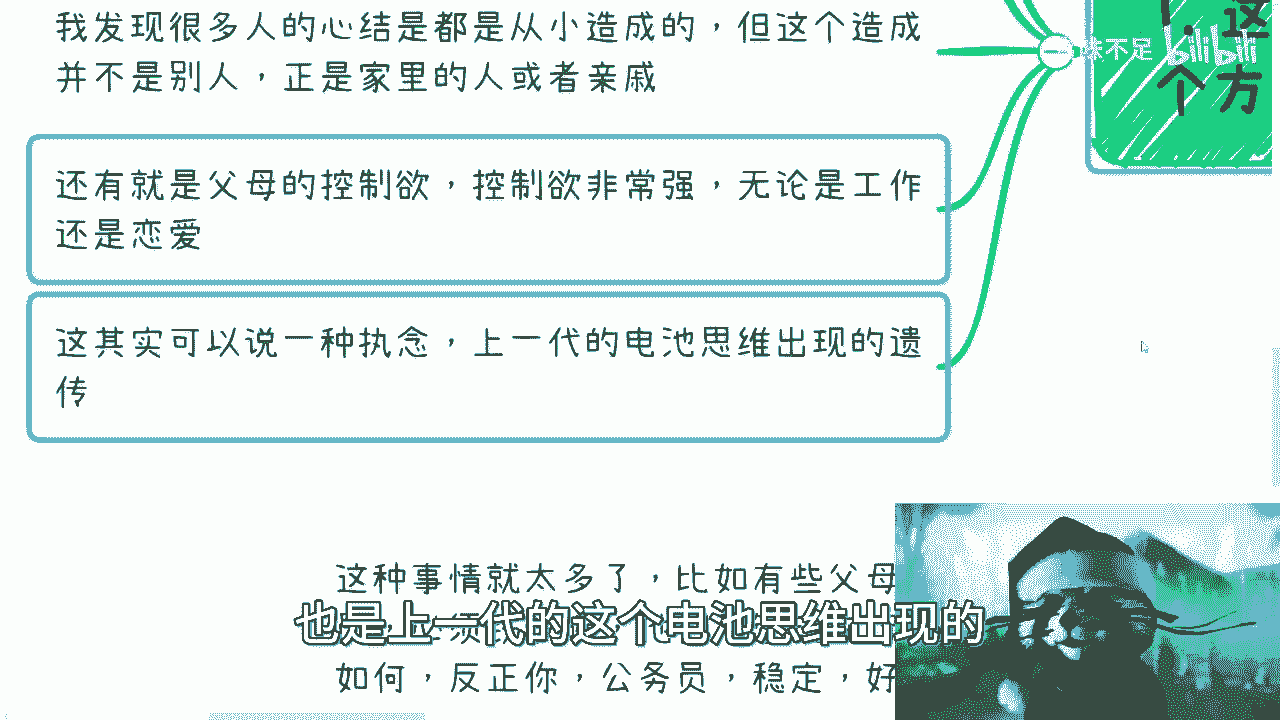 我发现很多人的心结是都是从小造成的，但这个造成
并不是别人，正是家里的人或者亲戚
还有就是父母的控制欲，控制欲非常强，无论是工作
还是恋爱
这其实可以说一种执念，上一代的电池思维出现的遗
传
这
个方
不足
bilibili
这种事情就太多了，比如有些父母
也是上一代的这个电池思维出现的
如何，反正你，公务员，稳定，好